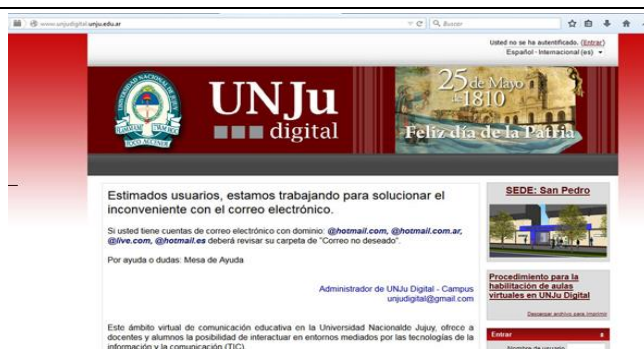 www.unjudigital.unju.edu.ar
Buscar
Usted no se ha autentificado. (Entrar)
Español - Internacional (es)
UNIVERSIDAD NACIONAL DE JUJUY
UNJu
digital
25 de Mayo
de 1810
Feliz día de la Patria
Estimados usuarios, estamos trabajando para solucionar el
inconveniente con el correo electrónico.
Si usted tiene cuentas de correo electrónico con dominio: @hotmail.com, @hotmail.com.ar,
@live.com, @hotmail.es deberá revisar su carpeta de "Correo no deseado".
Por ayuda o dudas: Mesa de Ayuda
Administrador de UNJu Digital - Campus
unjudigital@gmail.com
Este ámbito virtual de comunicación educativa en la Universidad Nacionalde Jujuy, ofrece a
docentes y alumnos la posibilidad de interactuar en entornos mediados por las tecnologías de la
información y la comunicación (TIC).
SEDE: San Pedro
Procedimiento para la
habilitación de aulas
virtuales en UNJu Digital
Descargar archivo para imprimir
Entrar
Nombre de usuario